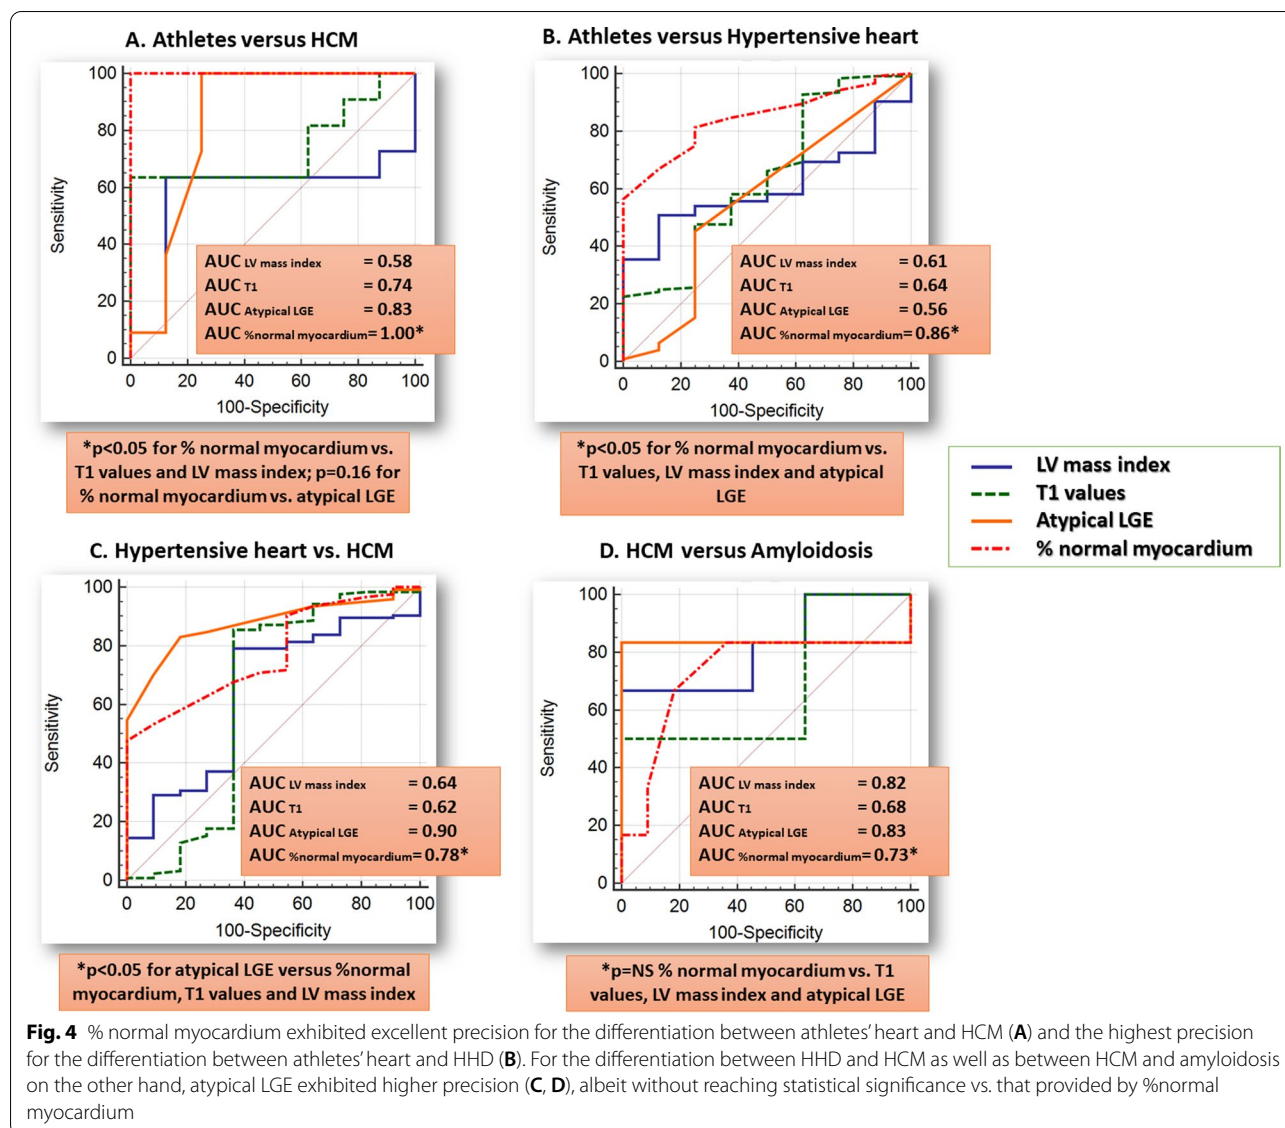 A. Athletes versus HCM
100
80
60
40
20
0
Sensitivity
AUC LV mass index = 0.58
AUC T1 = 0.74
AUC Atypical LGE = 0.83
AUC %normal myocardium= 1.00*
0 20 40 60 80 100
100-Specificity
*p<0.05 for % normal myocardium vs.
T1 values and LV mass index; p=0.16 for
% normal myocardium vs. atypical LGE
B. Athletes versus Hypertensive heart
100
80
60
40
20
0
Sensitivity
AUC LV mass index = 0.61
AUC T1 = 0.64
AUC Atypical LGE = 0.56
AUC %normal myocardium= 0.86*
0 20 40 60 80 100
100-Specificity
*p<0.05 for % normal myocardium vs.
T1 values, LV mass index and atypical
LGE
LV mass index
T1 values
Atypical LGE
% normal myocardium
C. Hypertensive heart vs. HCM
100
80
60
40
20
0
Sensitivity
AUC LV mass index = 0.64
AUC T1 = 0.62
AUC Atypical LGE = 0.90
AUC %normal myocardium= 0.78*
0 20 40 60 80 100
100-Specificity
*p<0.05 for atypical LGE versus %normal
myocardium, T1 values and LV mass index
D. HCM versus Amyloidosis
100
80
60
40
20
0
Sensitivity
AUC LV mass index = 0.82
AUC T1 = 0.68
AUC Atypical LGE = 0.83
AUC %normal myocardium= 0.73*
0 20 40 60 80 100
100-Specificity
*p=NS % normal myocardium vs. T1
values, LV mass index and atypical LGE
Fig. 4 % normal myocardium exhibited excellent precision for the differentiation between athletes' heart and HCM (A) and the highest precision
for the differentiation between athletes' heart and HHD (B). For the differentiation between HHD and HCM as well as between HCM and amyloidosis
on the other hand, atypical LGE exhibited higher precision (C, D), albeit without reaching statistical significance vs. that provided by %normal
myocardium